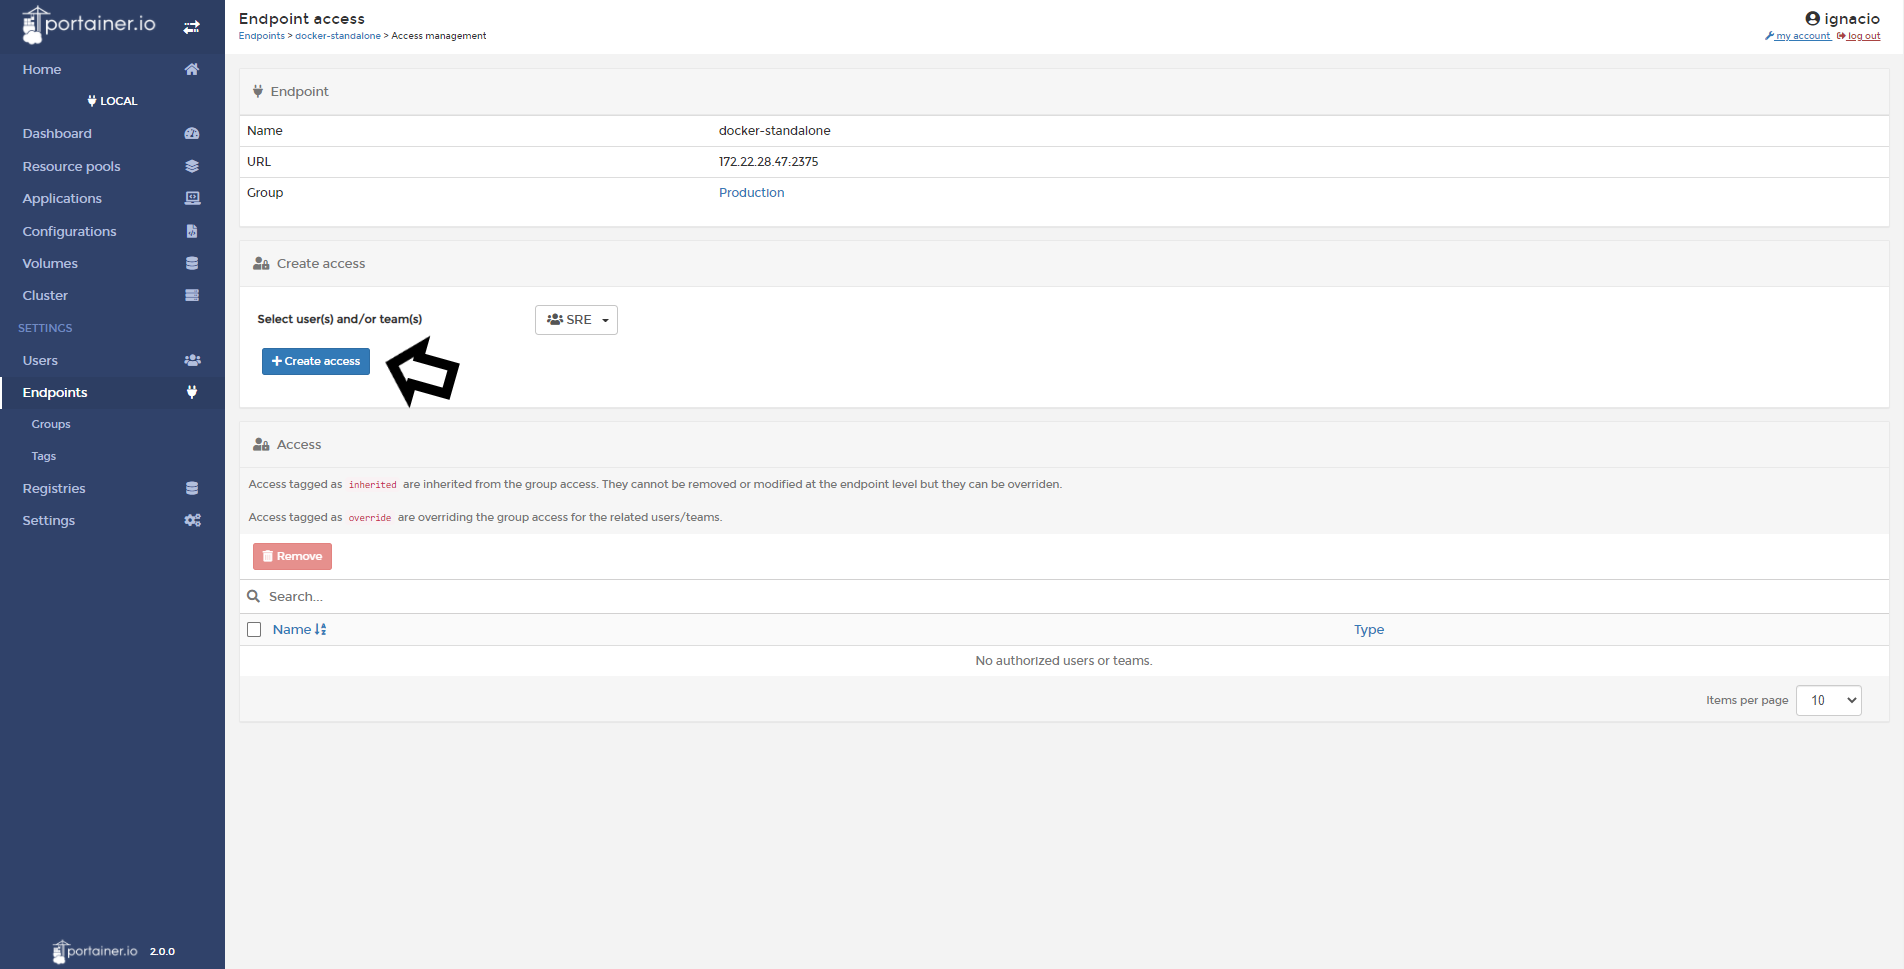 portainer.io
Home
LOCAL
Dashboard
Resource pools
Applications
Configurations
Volumes
Cluster
SETTINGS
Users
Endpoints
Groups
Tags
Registries
Settings
portainer.io 2.0.0
Endpoint access
Endpoints > docker-standalone > Access management
ignacio
my account log out
Endpoint
Name docker-standalone
URL 172.22.28.47:2375
Group Production
Create access
Select user(s) and/or team(s) SRE
Create access
Access
Access tagged as inherited are inherited from the group access. They cannot be removed or modified at the endpoint level but they can be overriden.
Access tagged as override are overriding the group access for the related users/teams.
Remove
Search...
Name Type
No authorized users or teams.
Items per page 10